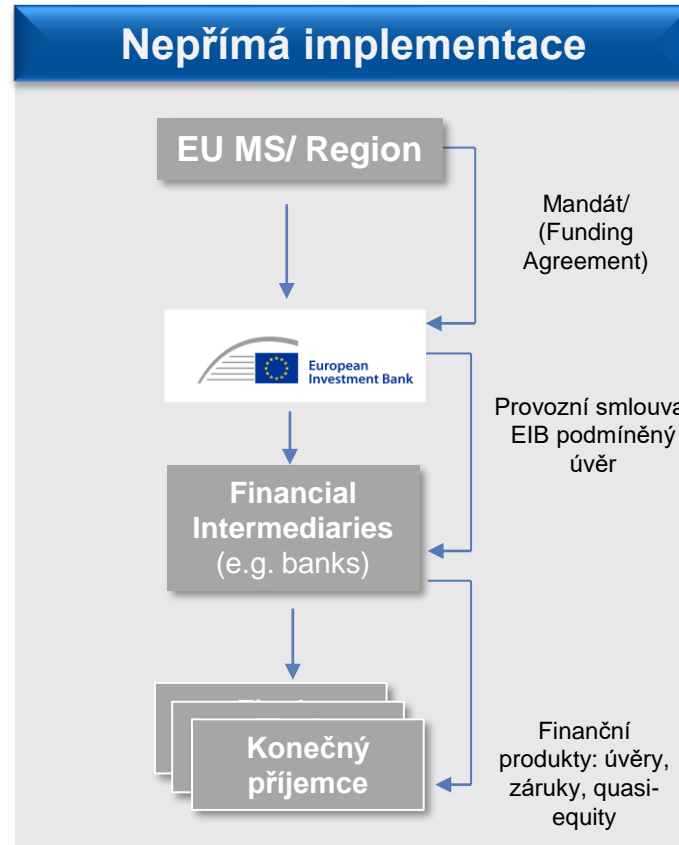 Nepřímá implementace
EU MS/ Region
Mandát/
(Funding
Agreement)
European
Investment Bank
Provozní smlouva
EIB podmíněný
úvěr
Financial
Intermediaries
(e.g. banks)
Konečný
příjemce
Finanční
produkty: úvěry,
záruky, quasi-
equity